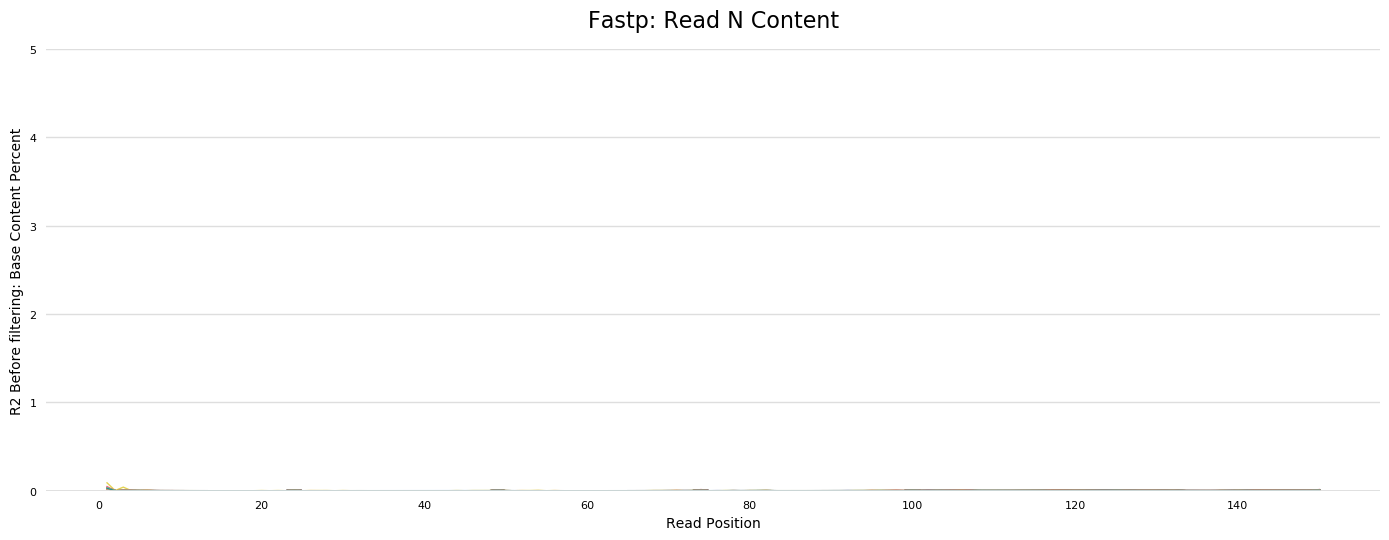 Fastp: Read N Content
R2 Before filtering: Base Content Percent
5
4
3
2
1
0
0 20 40 60 80 100 120 140
Read Position